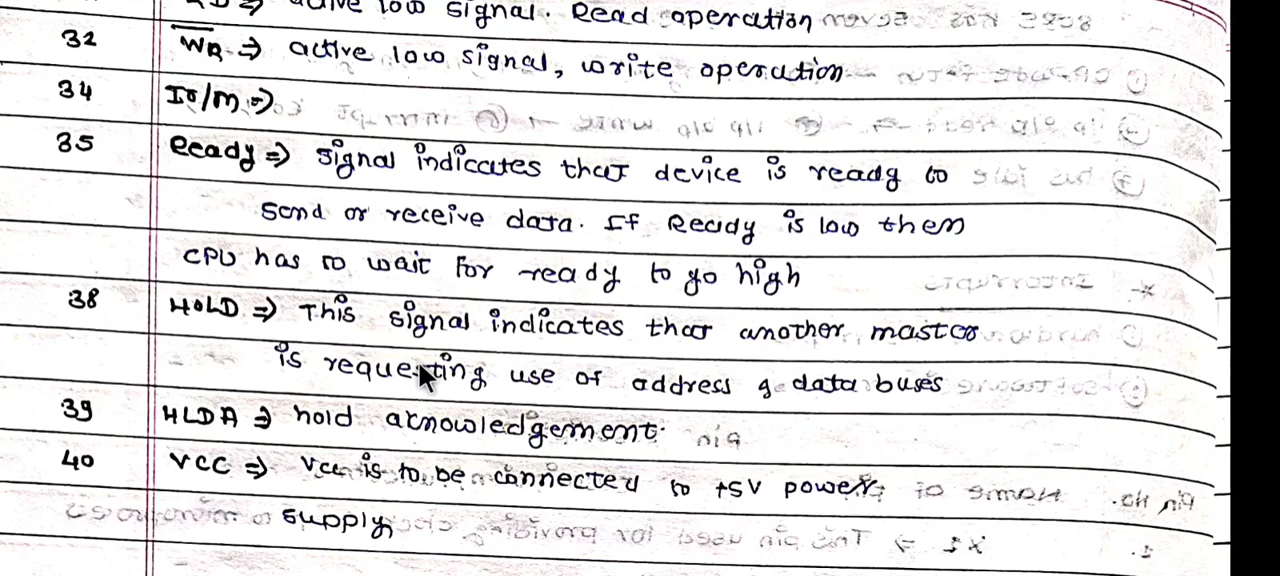 active low signal. Read operation
32 W̅R̅ ⇒ active low signal, write operation
34 IO/M ⇒
35 Ready ⇒ signal indicates that device is ready to
send or receive data. If Ready is low then
CPU has to wait for ready to go high
38 HOLD ⇒ This signal indicates that another master
is requesting use of address & data buses
39 HLDA ⇒ hold acknowledgement.
40 VCC ⇒ Vcc is to be connected to +5V power
supply